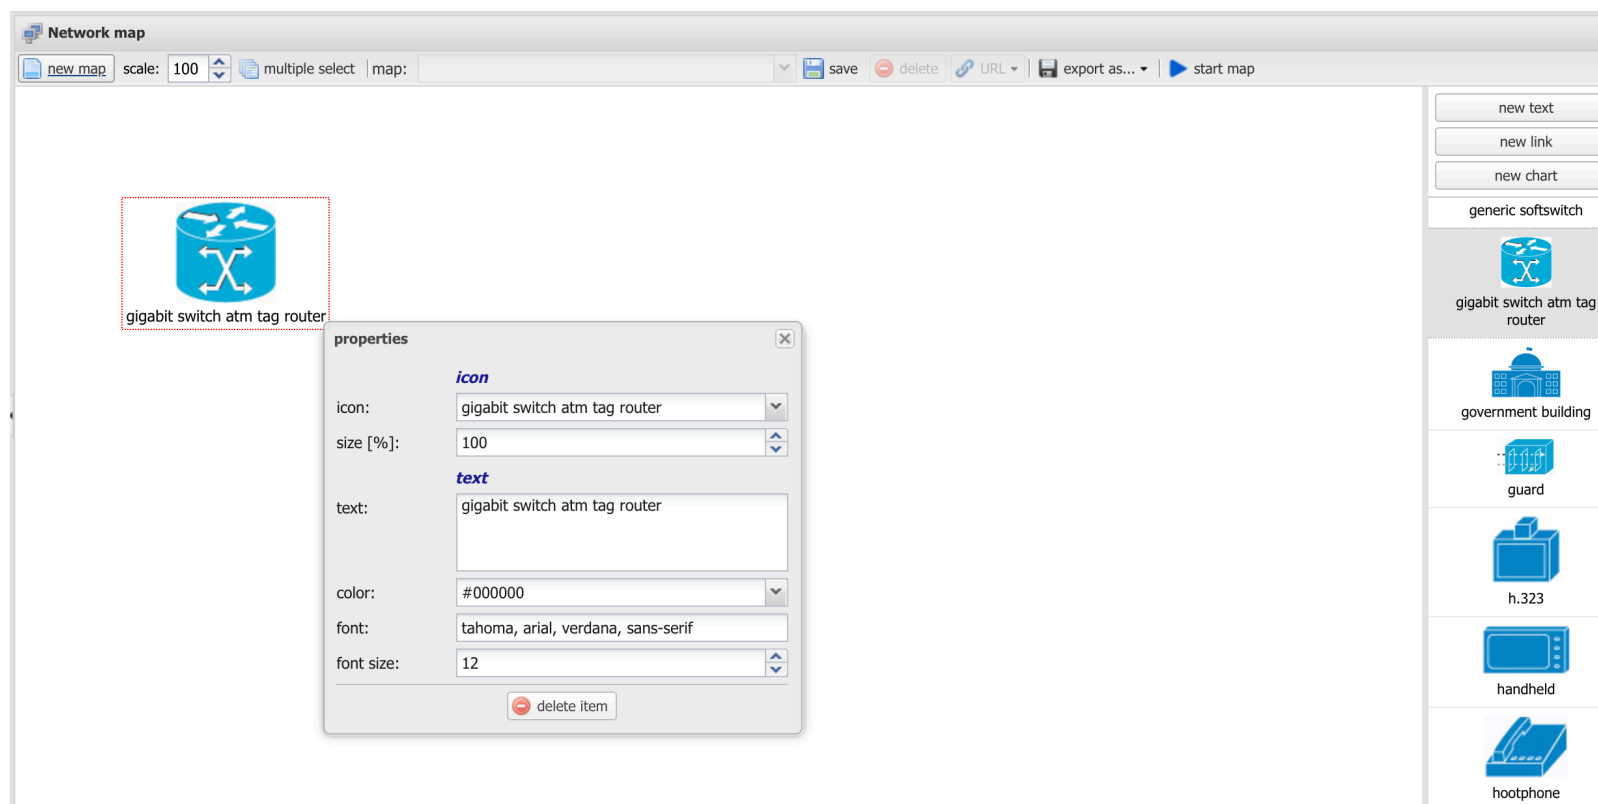 Network map
new map scale: 100 multiple select map: save delete URL export as... start map
new text
new link
new chart
generic softswitch
gigabit switch atm tag
router
government building
guard
h.323
handheld
hootphone
gigabit switch atm tag router
properties
icon
icon: gigabit switch atm tag router
size [%]: 100
text
text: gigabit switch atm tag router
color: #000000
font: tahoma, arial, verdana, sans-serif
font size: 12
delete item